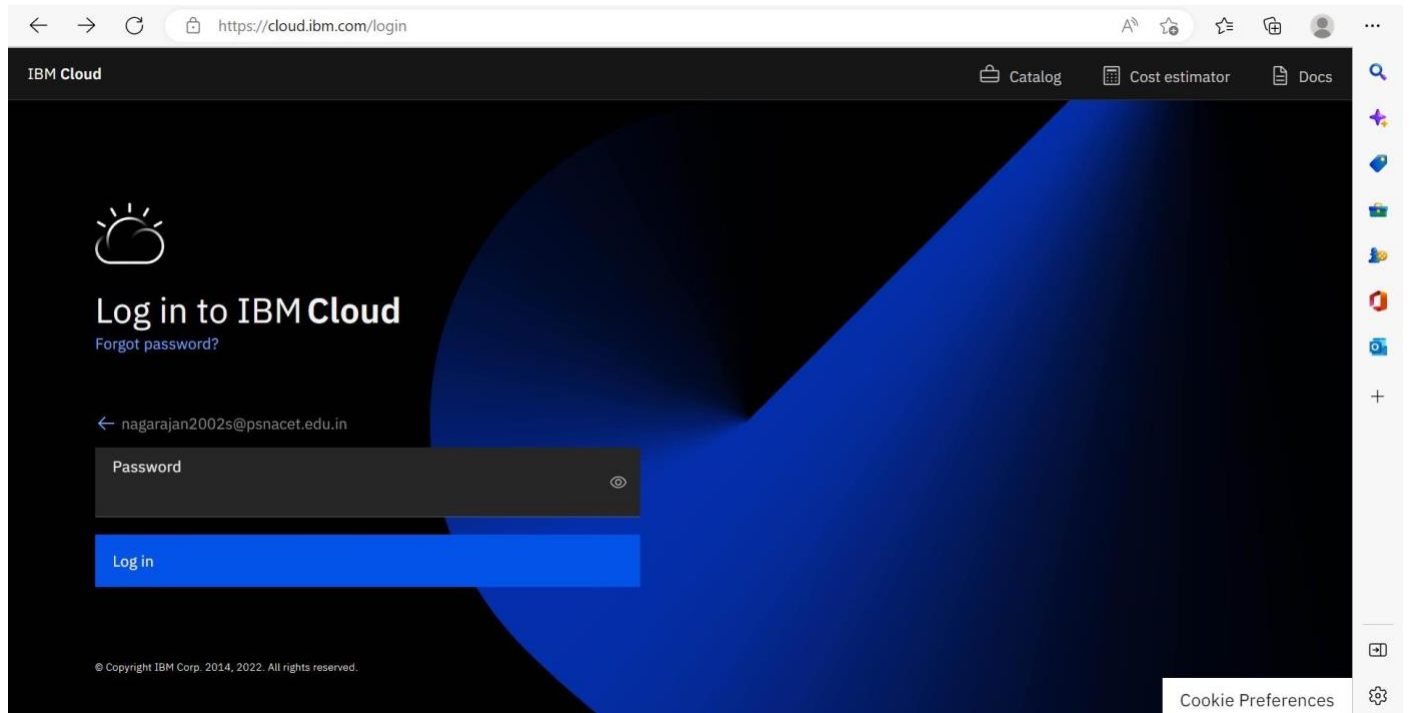 https://cloud.ibm.com/login
IBM Cloud
Catalog
Cost estimator
Docs
Log in to IBM Cloud
Forgot password?
nagarajan2002s@psnacet.edu.in
Password
Log in
© Copyright IBM Corp. 2014, 2022. All rights reserved.
Cookie Preferences